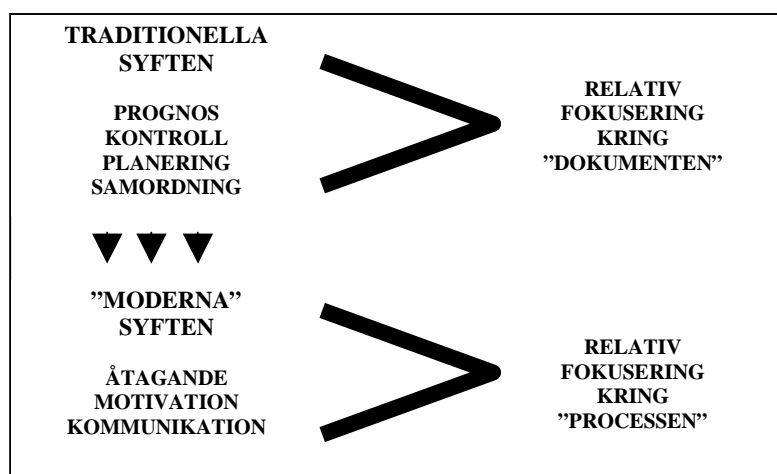 TRADITIONELLA
SYFTEN
PROGNOS
KONTROLL
PLANERING
SAMORDNING
RELATIV
FOKUSERING
KRING
”DOKUMENTEN”
”MODERNA”
SYFTEN
ÅTAGANDE
MOTIVATION
KOMMUNIKATION
RELATIV
FOKUSERING
KRING
”PROCESSEN”